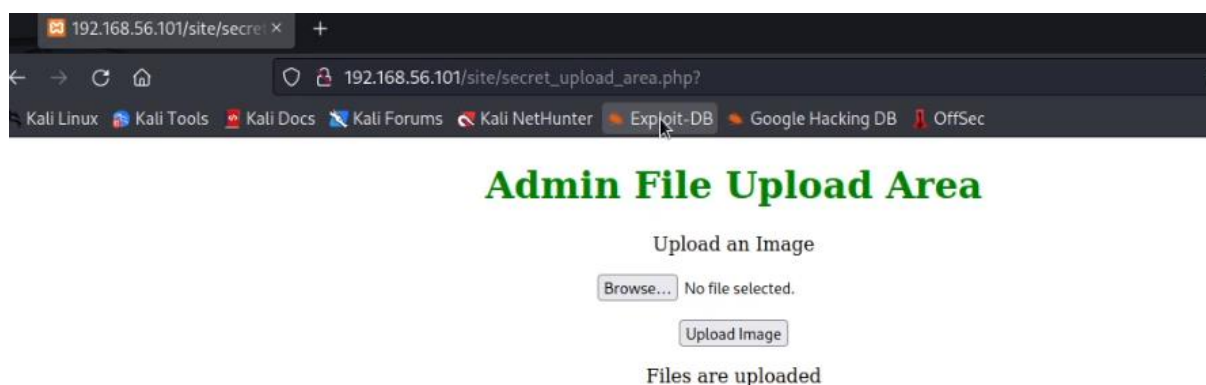 192.168.56.101/site/secre
192.168.56.101/site/secret_upload_area.php?
Kali Linux Kali Tools Kali Docs Kali Forums Kali NetHunter Exploit-DB Google Hacking DB OffSec
Admin File Upload Area
Upload an Image
Browse... No file selected.
Upload Image
Files are uploaded